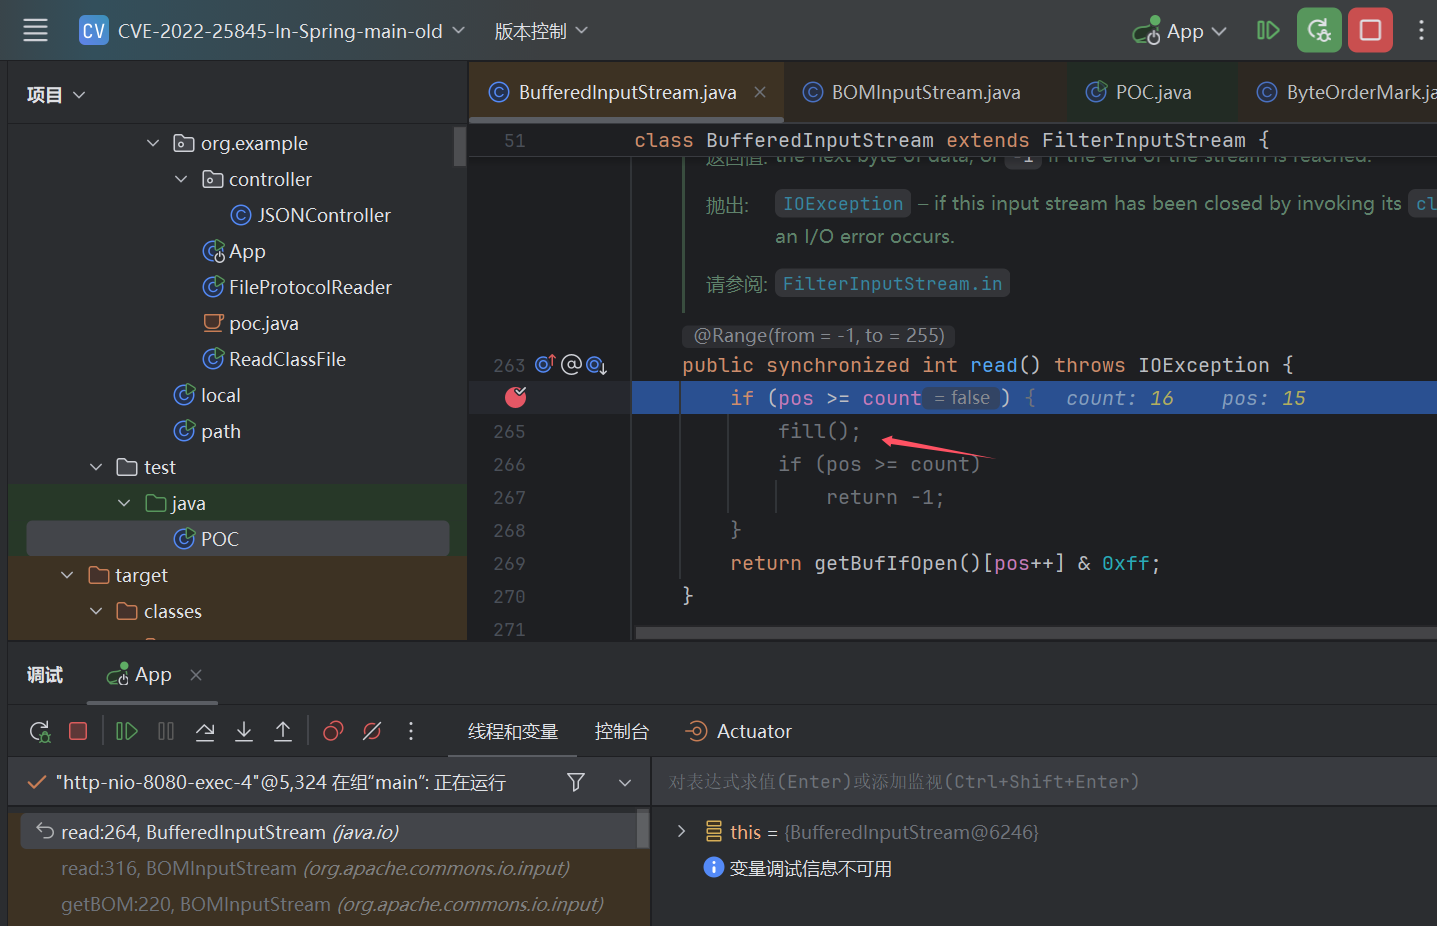 CV CVE-2022-25845-In-Spring-main-old 版本控制 App
项目
org.example
controller
JSONController
App
FileProtocolReader
poc.java
ReadClassFile
local
path
test
java
POC
target
classes
BufferedInputStream.java BOMInputStream.java POC.java ByteOrderMark.ja
51 class BufferedInputStream extends FilterInputStream {
返回值: the next byte of data, or -1 if the end of the stream is reached.
抛出: IOException – if this input stream has been closed by invoking its cl
an I/O error occurs.
请参阅: FilterInputStream.in
@Range(from = -1, to = 255)
263 public synchronized int read() throws IOException {
if (pos >= count = false ) { count: 16 pos: 15
265 fill();
266 if (pos >= count)
267 return -1;
268 }
269 return getBufIfOpen()[pos++] & 0xff;
270 }
271
调试 App
线程和变量 控制台 Actuator
"http-nio-8080-exec-4"@5,324 在组“main”: 正在运行
对表达式求值(Enter)或添加监视(Ctrl+Shift+Enter)
read:264, BufferedInputStream (java.io)
read:316, BOMInputStream (org.apache.commons.io.input)
getBOM:220, BOMInputStream (org.apache.commons.io.input)
this = {BufferedInputStream@6246}
变量调试信息不可用